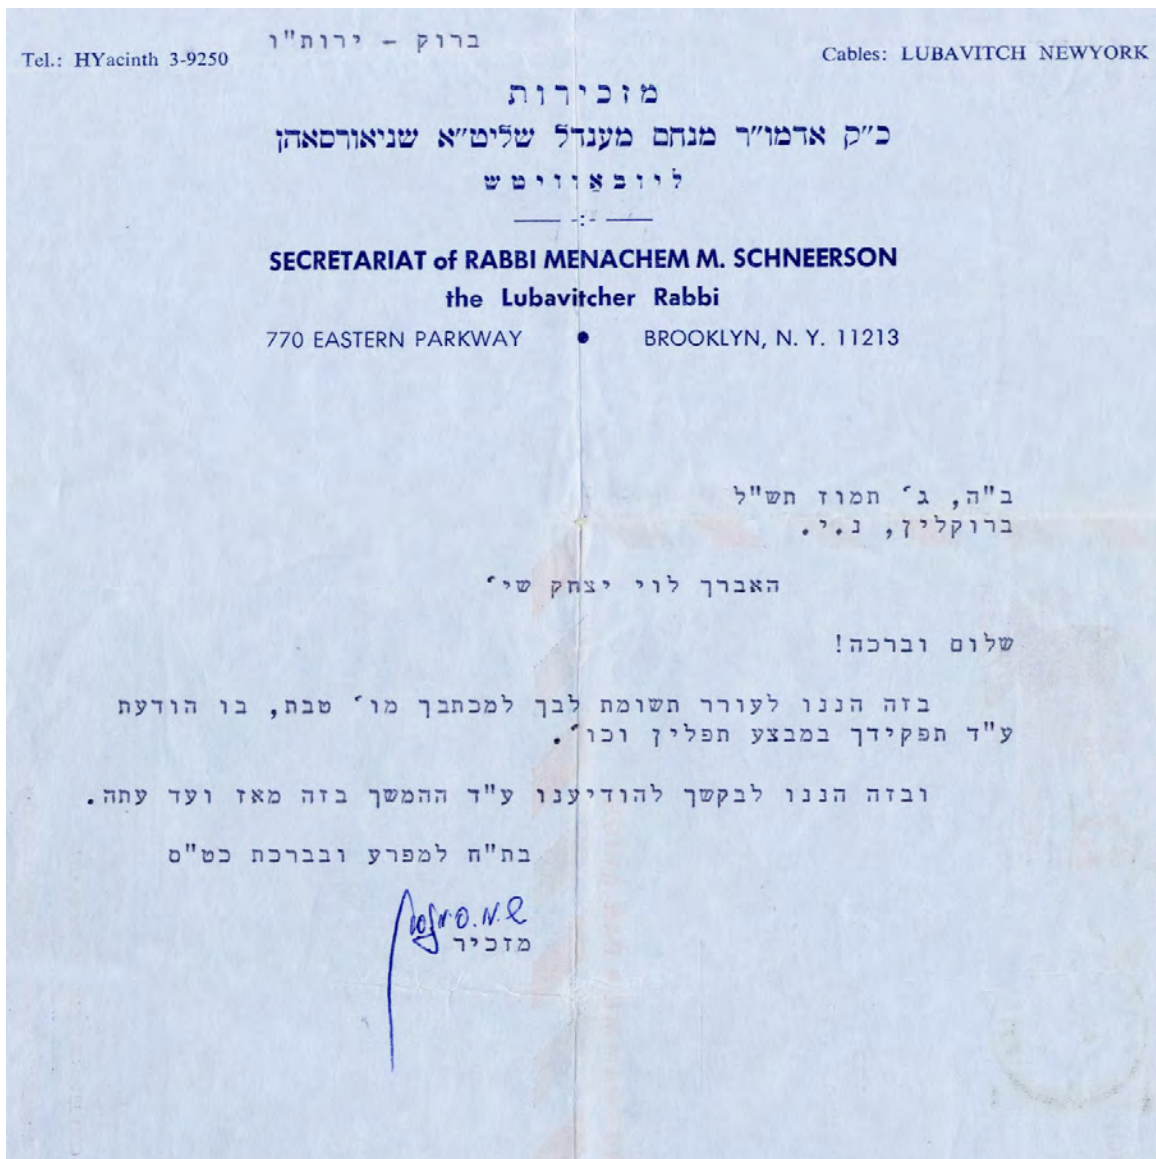 ברוק - ירות"ו
Tel.: HYacinth 3-9250
Cables: LUBAVITCH NEWYORK
מזכירות
כ״ק אדמו״ר מנחם מענדל שליט״א שניאורסאהן
ליובאַוויטש
SECRETARIAT of RABBI MENACHEM M. SCHNEERSON
the Lubavitcher Rabbi
770 EASTERN PARKWAY • BROOKLYN, N. Y. 11213
ב"ה, ג׳ תמוז תש"ל
ברוקלין, נ.י.
האברך לוי יצחק שי׳
שלום וברכה!
בזה הננו לעורר תשומת לבך למכתבך מו׳ טבת, בו הודעת
ע"ד תפקידך במבצע תפלין וכו׳.
ובזה הננו לבקשך להודיענו ע"ד ההמשך בזה מאז ועד עתה.
בת"ח למפרע ובברכת כט"ס
מזכיר